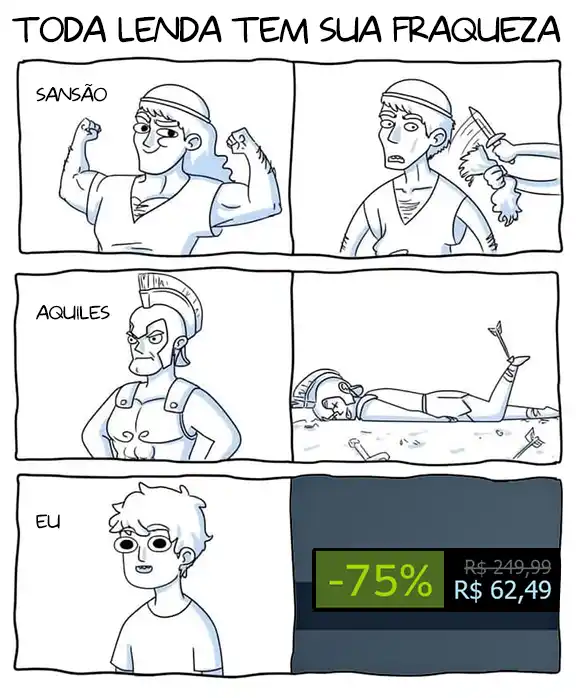 TODA LENDA TEM SUA FRAQUEZA
SANSÃO
AQUILES
EU
-75%
R$ 249,99
R$ 62,49